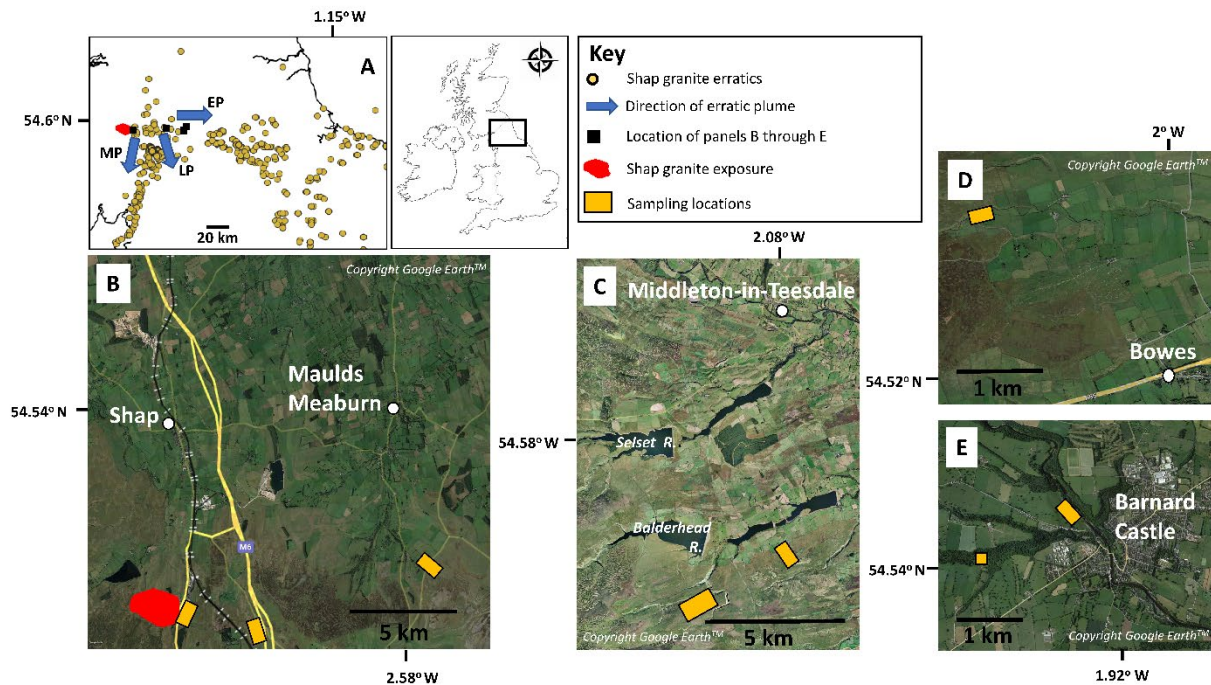 1.15° W
A
54.6° N
EP
MP
LP
20 km
Key
Shap granite erratics
Direction of erratic plume
Location of panels B through E
Shap granite exposure
Sampling locations
B
Copyright Google Earth™
Maulds
Meaburn
Shap
54.54° N
M6
5 km
2.58° W
2.08° W
C
Middleton-in-Teesdale
54.58° N
Selset R.
Balderhead
R.
5 km
Copyright Google Earth™
2° W
D
Copyright Google Earth™
54.52° N
Bowes
1 km
E
Barnard
Castle
54.54° N
1 km
Copyright Google Earth™
1.92° W